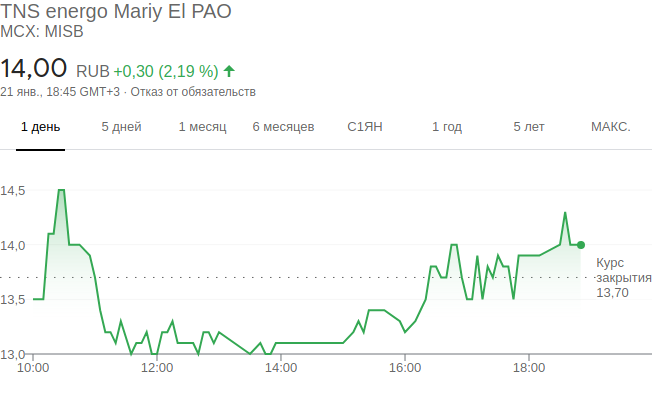 TNS energo Mariy El PAO
MCX: MISB
14,00 RUB +0,30 (2,19 %)
21 янв., 18:45 GMT+3 · Отказ от обязательств
1 день 5 дней 1 месяц 6 месяцев С1ЯН 1 год 5 лет МАКС.
14,5
14,0
Курс
закрытия
13,70
13,5
13,0
10:00 12:00 14:00 16:00 18:00